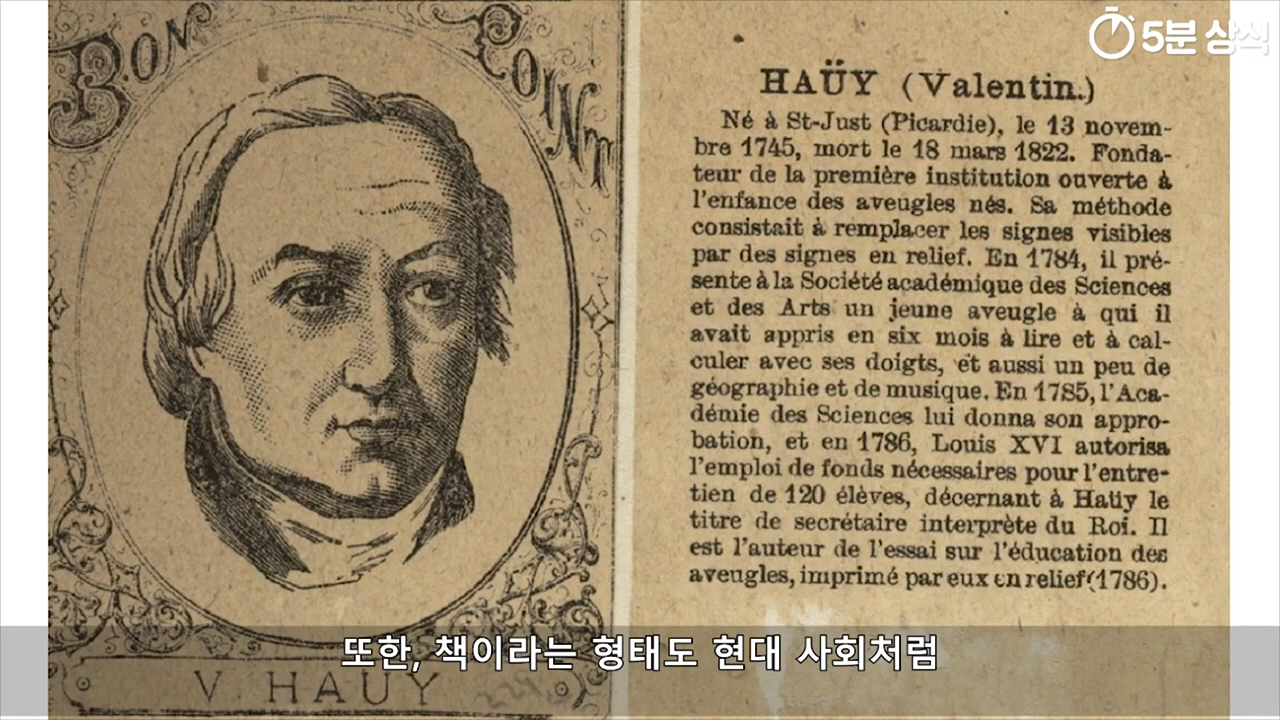 5분 상식
BON POINT
HAÜY (Valentin.)
Né à St-Just (Picardie), le 13 novem-
bre 1745, mort le 18 mars 1822. Fonda-
teur de la première institution ouverte à
l'enfance des aveugles nés. Sa méthode
consistait à remplacer les signes visibles
par des signes en relief. En 1784, il pré-
sente à la Société académique des Sciences
et des Arts un jeune aveugle à qui il
avait appris en six mois à lire et à cal-
culer avec ses doigts, et aussi un peu de
géographie et de musique. En 1785, l'Aca-
démie des Sciences lui donna son appro-
bation, et en 1786, Louis XVI autorisa
l'emploi de fonds nécessaires pour l'entre-
tien de 120 élèves, décernant à Haüy le
titre de secrétaire interprète du Roi. Il
est l'auteur de l'essai sur l'éducation des
aveugles, imprimé par eux en relief (1786).
또한, 책이라는 형태도 현대 사회처럼
V. HAÜY